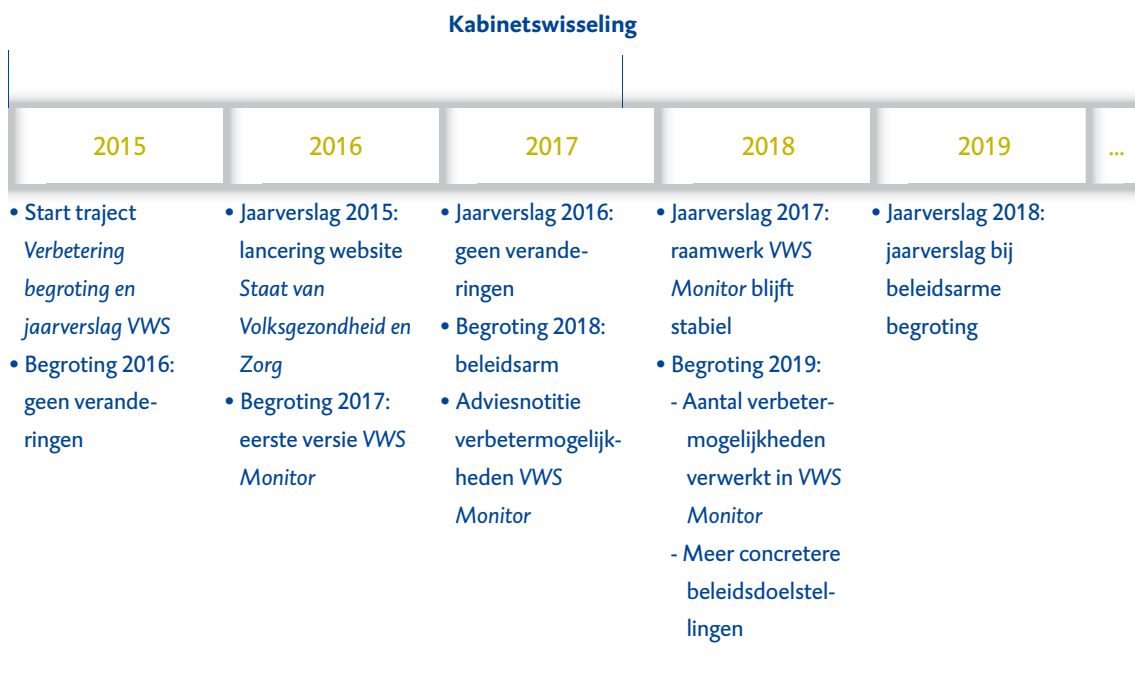 Kabinetswisseling
2015
2016
2017
2018
2019
...
• Start traject
Verbetering
begroting en
jaarverslag VWS
• Begroting 2016:
geen verande-
ringen
• Jaarverslag 2015:
lancering website
Staat van
Volksgezondheid en
Zorg
• Begroting 2017:
eerste versie VWS
Monitor
• Jaarverslag 2016:
geen verande-
ringen
• Begroting 2018:
beleidsarm
• Adviesnotitie
verbetermogelijk-
heden VWS
Monitor
• Jaarverslag 2017:
raamwerk VWS
Monitor blijft
stabiel
• Begroting 2019:
- Aantal verbeter-
mogelijkheden
verwerkt in VWS
Monitor
- Meer concretere
beleidsdoelstel-
lingen
• Jaarverslag 2018:
jaarverslag bij
beleidsarme
begroting